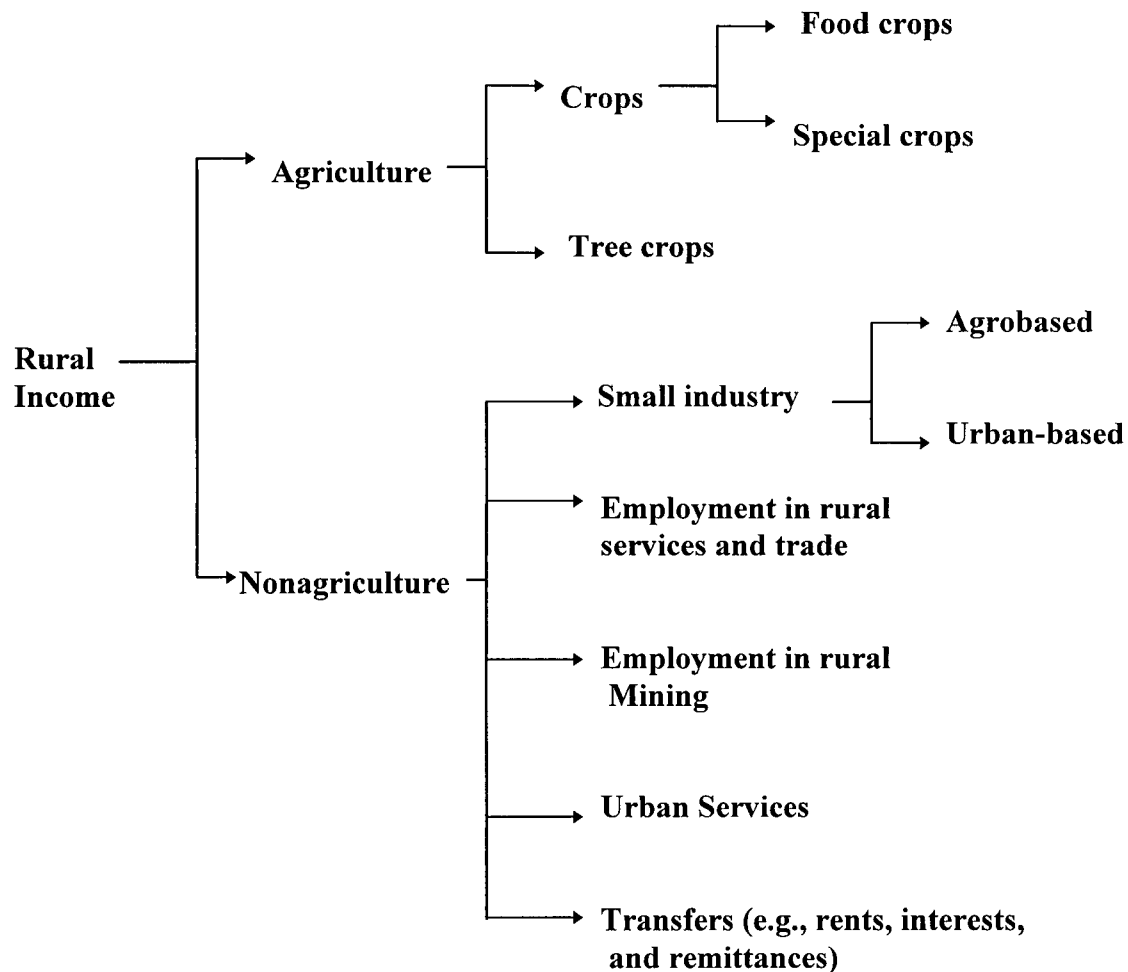 Food crops
Crops
Special crops
Agriculture
Tree crops
Agrobased
Rural
Income
Small industry
Urban-based
Employment in rural
services and trade
Nonagriculture
Employment in rural
Mining
Urban Services
Transfers (e.g., rents, interests,
and remittances)